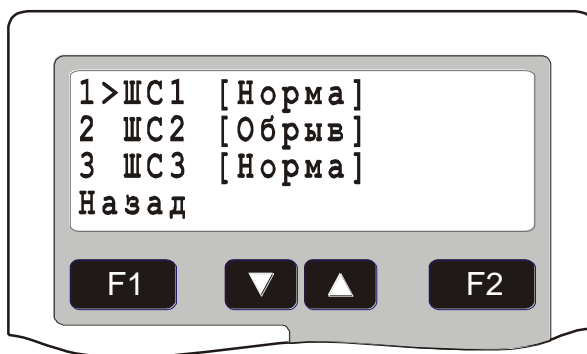 1>ШС1 [Норма]
2 ШС2 [Обрыв]
3 ШС3 [Норма]
Назад
F1 ▼ ▲ F2